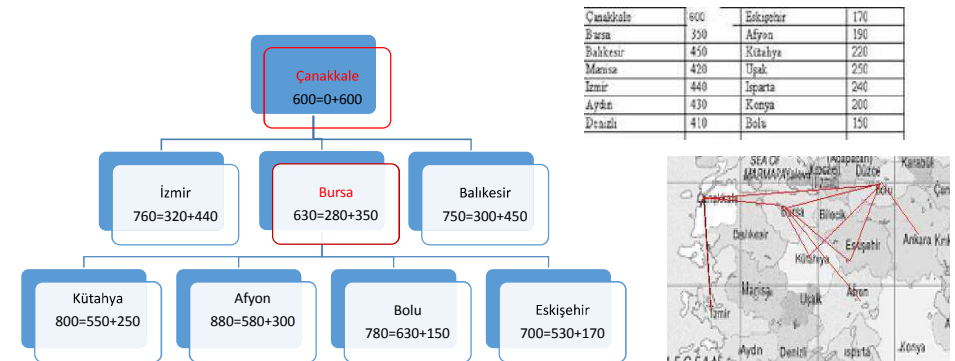 Çanakkale
600=0+600
İzmir
760=320+440
Bursa
630=280+350
Balıkesir
750=300+450
Kütahya
800=550+250
Afyon
880=580+300
Bolu
780=630+150
Eskişehir
700=530+170
Çanakkale 600 Eskişehir 170
Bursa 350 Afyon 190
Balıkesir 450 Kütahya 220
Manisa 420 Uşak 250
Izmir 440 Isparta 240
Aydın 430 Konya 200
Denizli 410 Bolu 150
SEA OF
MARMARA
Düzce
Karabük
Bolu
Çanakkale
Bursa
Bilecik
Balıkesir
Eskişehir
Ankara
Kütahya
Manisa
Uşak
Afyon
İzmir
Aydın
Denizli
Isparta
Konya